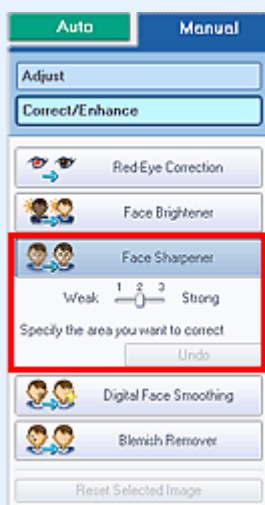 Auto Manual
Adjust
Correct/Enhance
Red-Eye Correction
Face Brightener
Face Sharpener
1 2 3
Weak Strong
Specify the area you want to correct
Undo
Digital Face Smoothing
Blemish Remover
Reset Selected Image